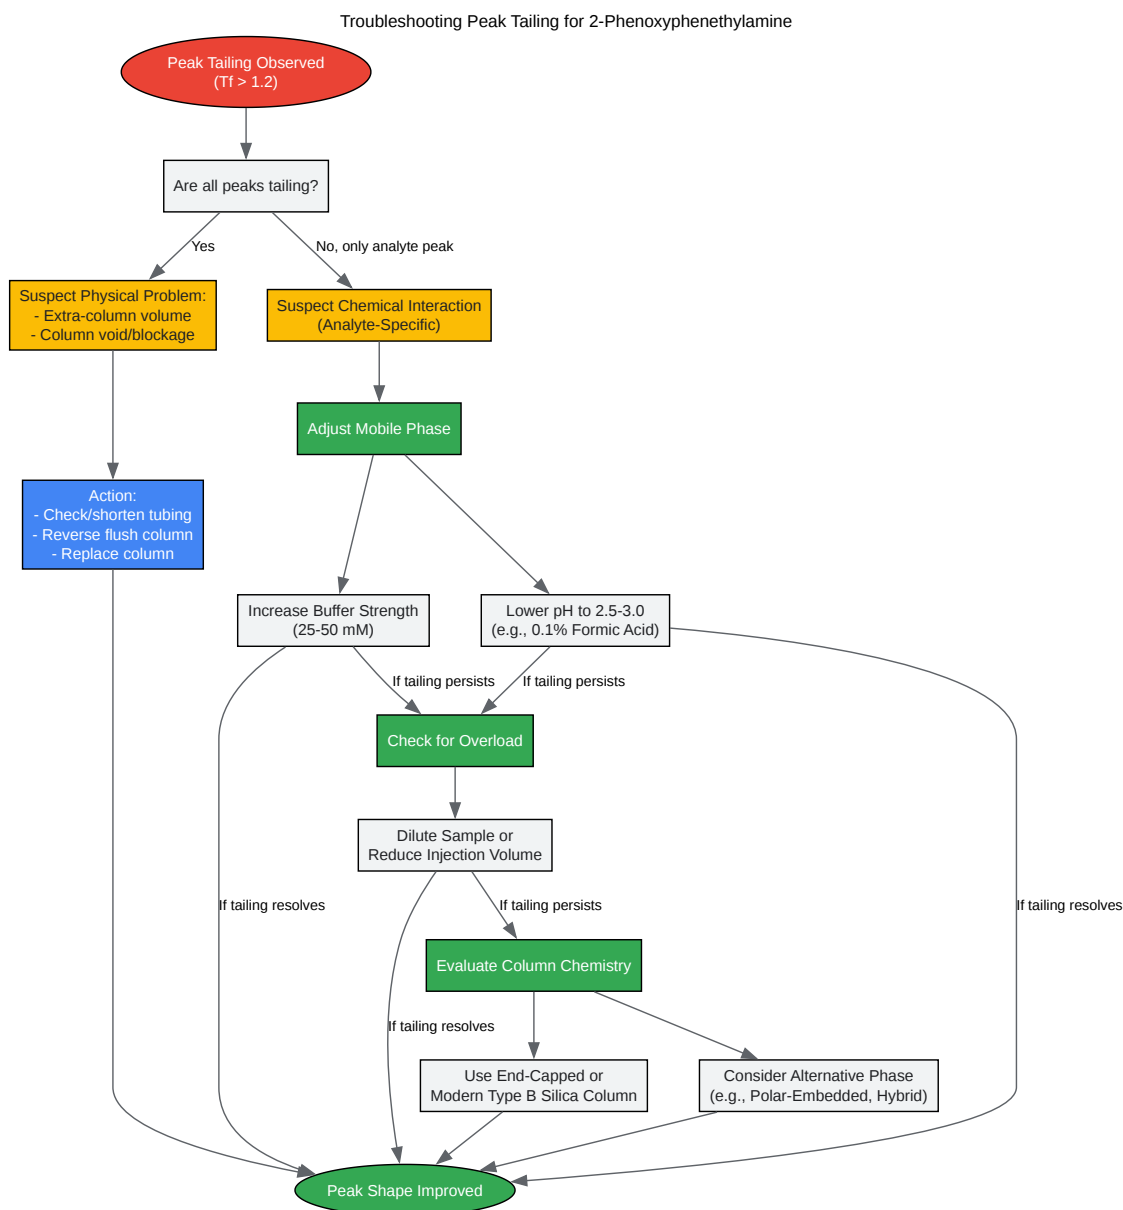 Troubleshooting Peak Tailing for 2-Phenoxyphenethylamine
Peak Tailing Observed
(Tf > 1.2)
Are all peaks tailing?
Yes
No, only analyte peak
Suspect Physical Problem:
- Extra-column volume
- Column void/blockage
Suspect Chemical Interaction
(Analyte-Specific)
Adjust Mobile Phase
Action:
- Check/shorten tubing
- Reverse flush column
- Replace column
Increase Buffer Strength
(25-50 mM)
Lower pH to 2.5-3.0
(e.g., 0.1% Formic Acid)
If tailing persists
If tailing persists
Check for Overload
Dilute Sample or
Reduce Injection Volume
If tailing resolves
If tailing persists
If tailing resolves
Evaluate Column Chemistry
If tailing resolves
Use End-Capped or
Modern Type B Silica Column
Consider Alternative Phase
(e.g., Polar-Embedded, Hybrid)
Peak Shape Improved